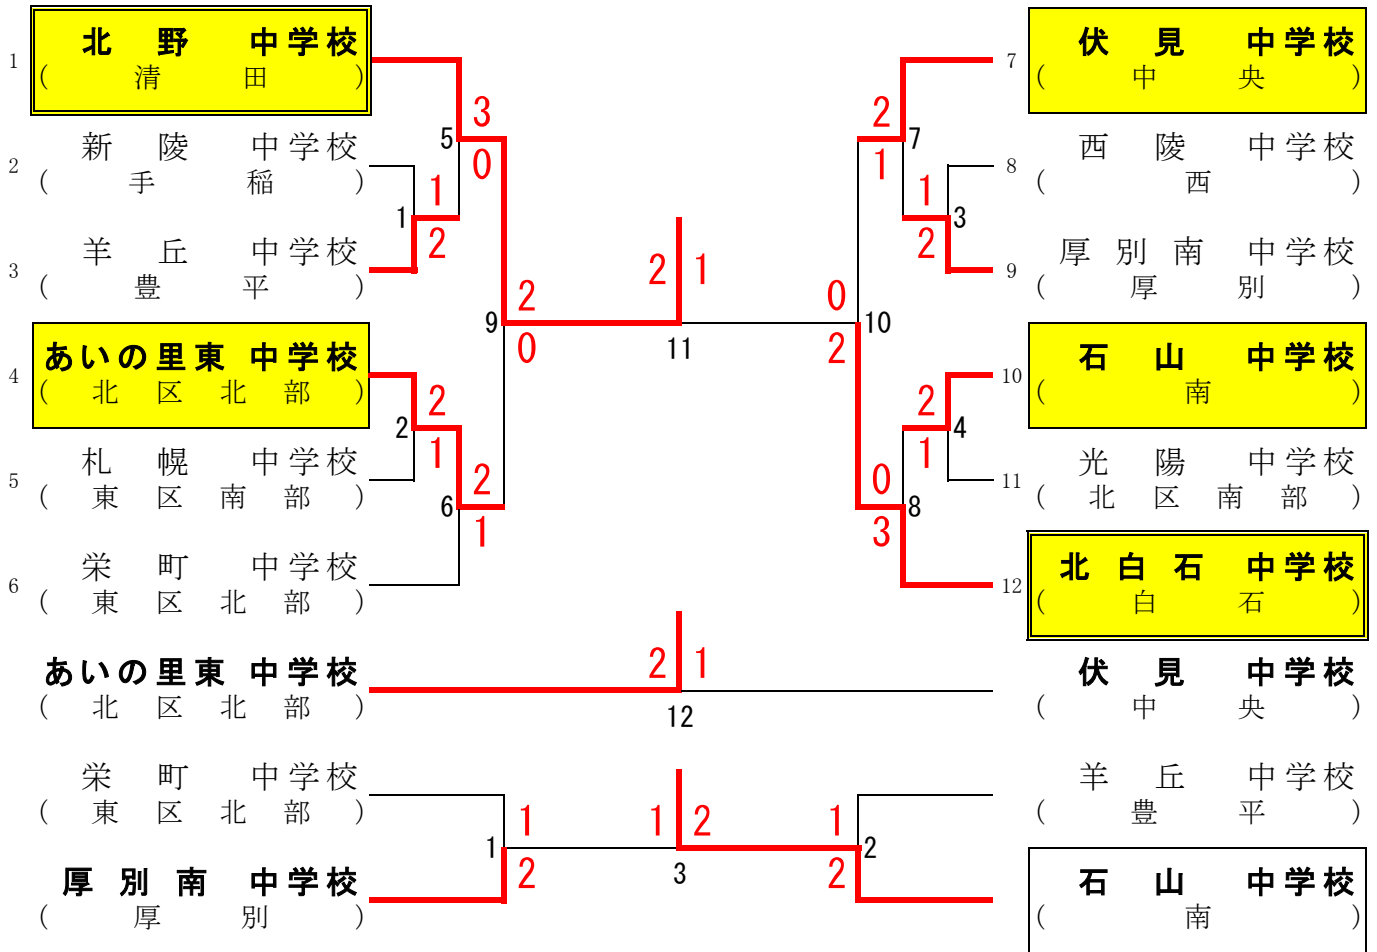 1 北野中学校
(清田)
2 新陵中学校
(手稲)
3 羊丘中学校
(豊平)
4 あいの里東中学校
(北区北部)
5 札幌中学校
(東区南部)
6 栄町中学校
(東区北部)
5 3
0
1 1
2
9 2
0
2 2
1
6 2
1
2 1
11
7 伏見中学校
(中央)
8 西陵中学校
(西)
9 厚別南中学校
(厚別)
10 石山中学校
(南)
11 光陽中学校
(北区南部)
12 北白石中学校
(白石)
2 7
1
1 3
2
0 10
2
2 4
1
0 8
3
あいの里東中学校
(北区北部)
2 1
12
伏見中学校
(中央)
栄町中学校
(東区北部)
厚別南中学校
(厚別)
1 1
2
1 2
3
1 2
2
羊丘中学校
(豊平)
石山中学校
(南)